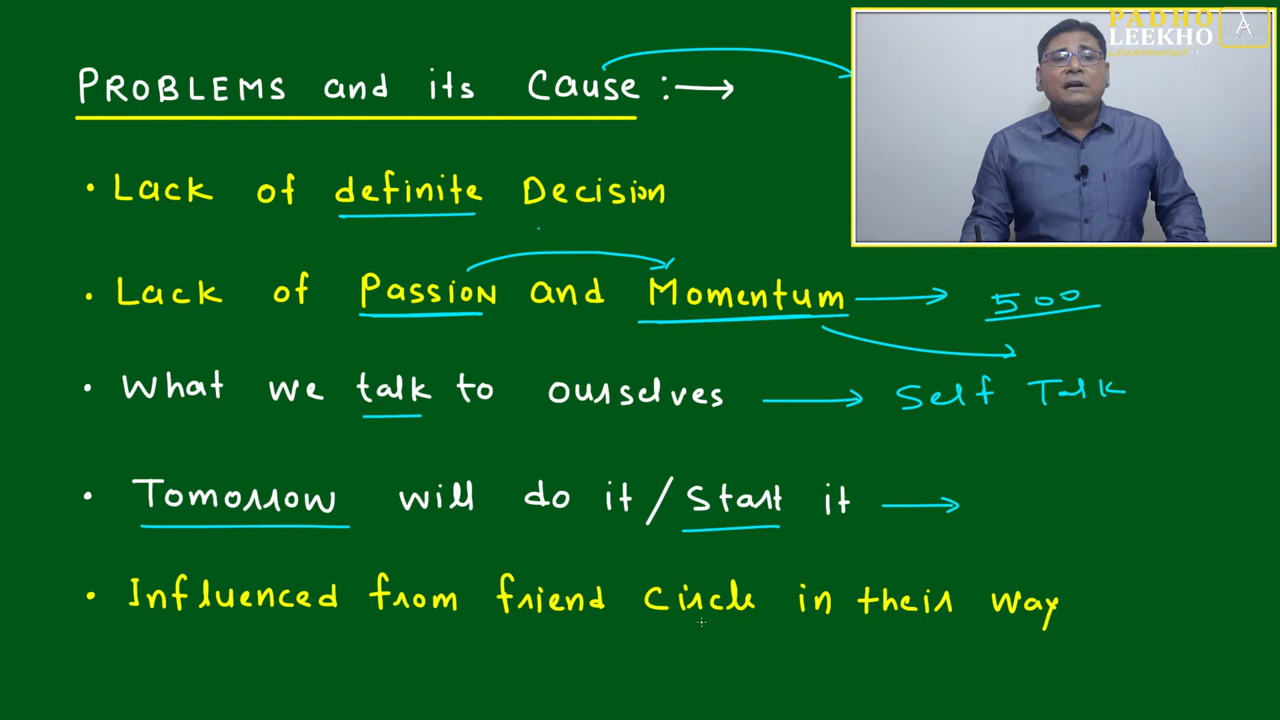 PADHO
LEEKHO
PROBLEMS and its Cause :→
• Lack of definite Decision
• Lack of Passion and Momentum → 500
• What we talk to ourselves → Self Talk
• Tomorrow will do it / Start it →
• Influenced from friend Circle in their way